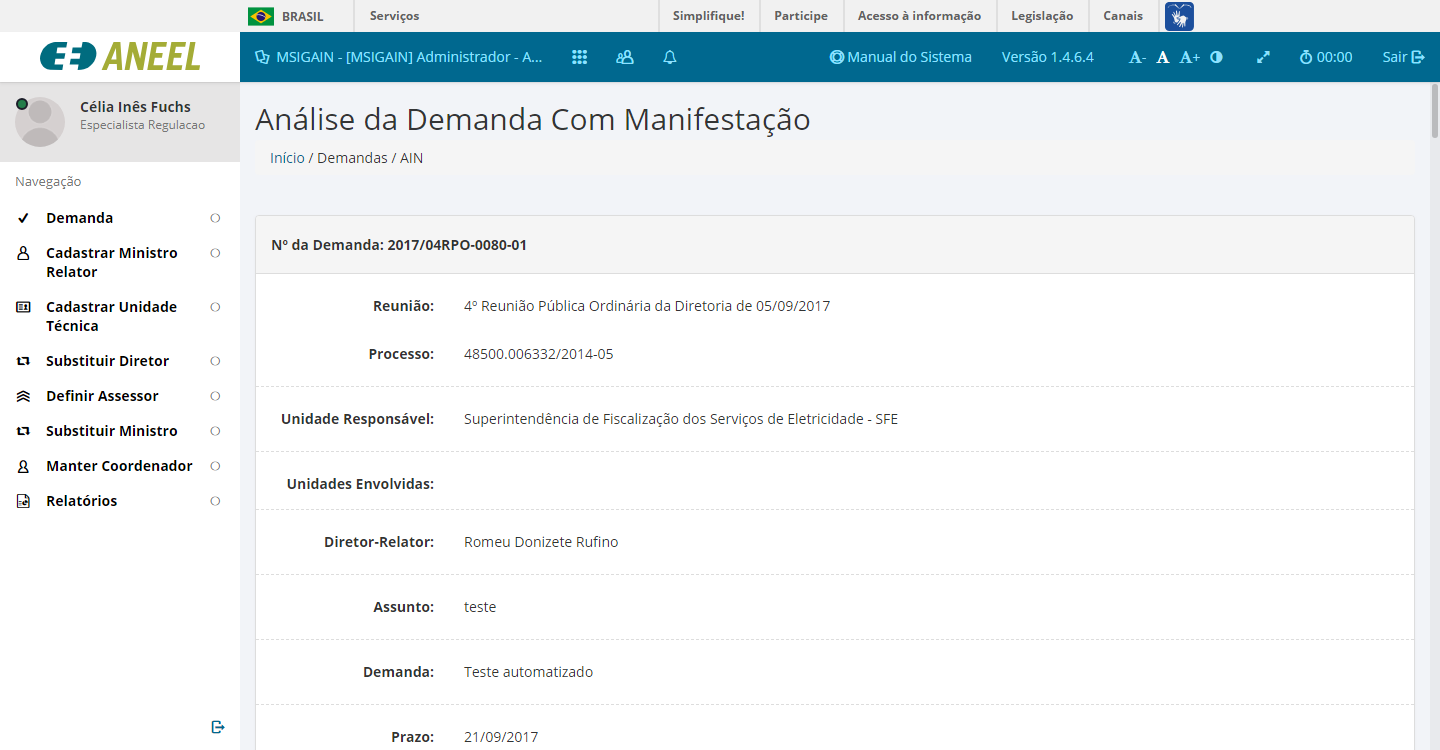 BRASIL
Serviços
Simplifique!
Participe
Acesso à informação
Legislação
Canais
ANEEL
MSIGAIN - [MSIGAIN] Administrador - A...
Manual do Sistema
Versão 1.4.6.4
A-
A
A+
00:00
Sair
Célia Inês Fuchs
Especialista Regulacao
Navegação
Demanda
Cadastrar Ministro
Relator
Cadastrar Unidade
Técnica
Substituir Diretor
Definir Assessor
Substituir Ministro
Manter Coordenador
Relatórios
Análise da Demanda Com Manifestação
Início / Demandas / AIN
Nº da Demanda: 2017/04RPO-0080-01
Reunião: 4º Reunião Pública Ordinária da Diretoria de 05/09/2017
Processo: 48500.006332/2014-05
Unidade Responsável: Superintendência de Fiscalização dos Serviços de Eletricidade - SFE
Unidades Envolvidas:
Diretor-Relator: Romeu Donizete Rufino
Assunto: teste
Demanda: Teste automatizado
Prazo: 21/09/2017